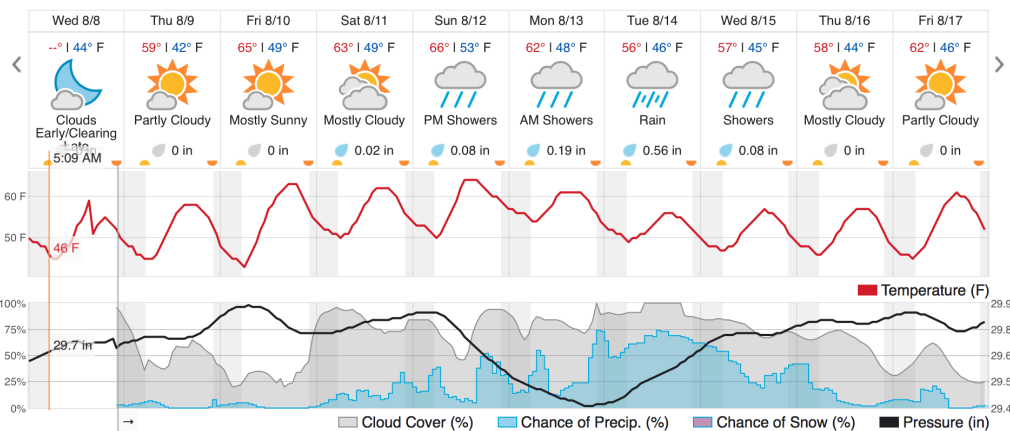 Wed 8/8 Thu 8/9 Fri 8/10 Sat 8/11 Sun 8/12 Mon 8/13 Tue 8/14 Wed 8/15 Thu 8/16 Fri 8/17
--° | 44° F 59° | 42° F 65° | 49° F 63° | 49° F 66° | 53° F 62° | 48° F 56° | 46° F 57° | 45° F 58° | 44° F 62° | 46° F
Clouds Partly Cloudy Mostly Sunny Mostly Cloudy PM Showers AM Showers Rain Showers Mostly Cloudy Partly Cloudy
Early/Clearing
Late
0 in 0 in 0.02 in 0.08 in 0.19 in 0.56 in 0.08 in 0 in 0 in
5:09 AM
60 F
50 F
46 F
Temperature (F)
100% 29.9
75% 29.8
29.7 in
50% 29.6
25% 29.5
0% 29.4
→ Cloud Cover (%) Chance of Precip. (%) Chance of Snow (%) Pressure (in)